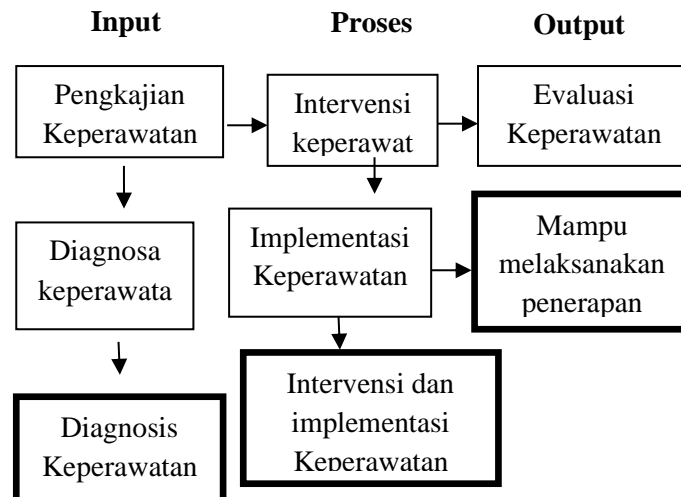 Input
Proses
Output
Pengkajian
Keperawatan
Intervensi
keperawat
Evaluasi
Keperawatan
Diagnosa
keperawata
Implementasi
Keperawatan
Mampu
melaksanakan
penerapan
Diagnosis
Keperawatan
Intervensi dan
implementasi
Keperawatan